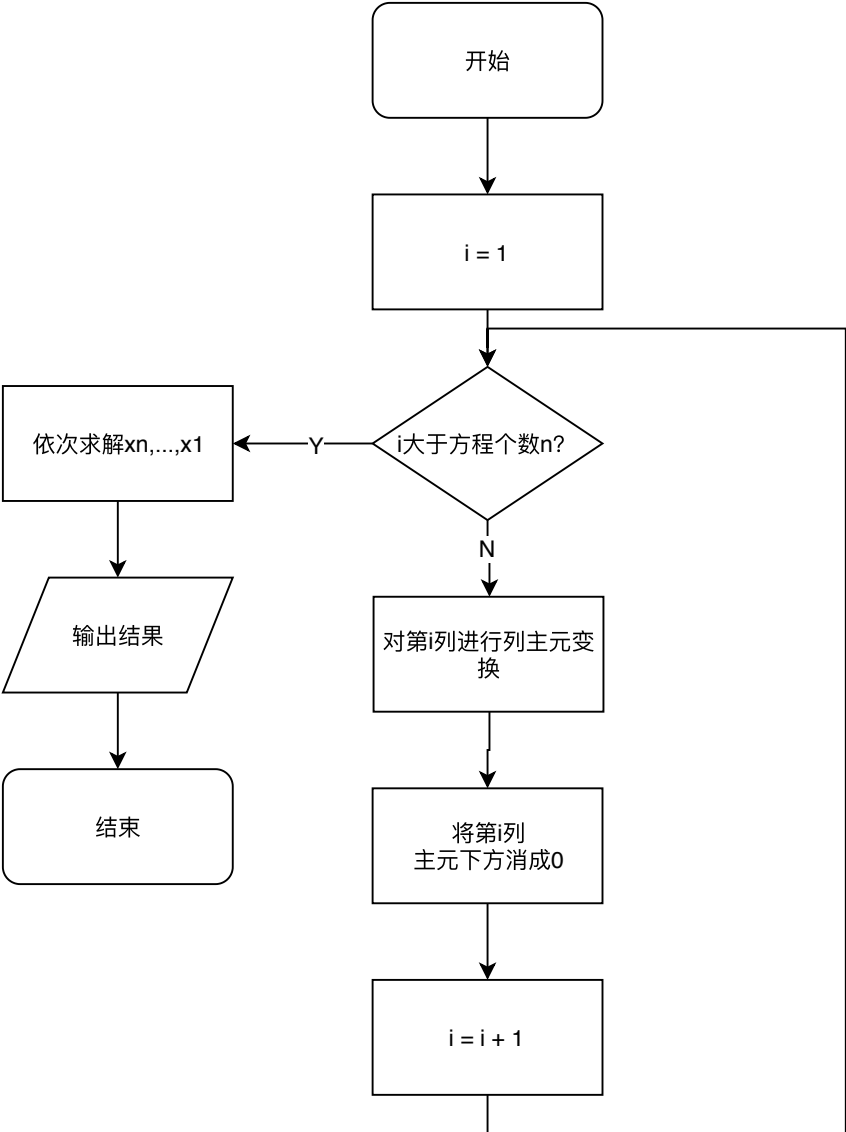 开始
i = 1
i大于方程个数n?
Y
依次求解xn,...,x1
N
输出结果
对第i列进行列主元变
换
结束
将第i列
主元下方消成0
i = i + 1